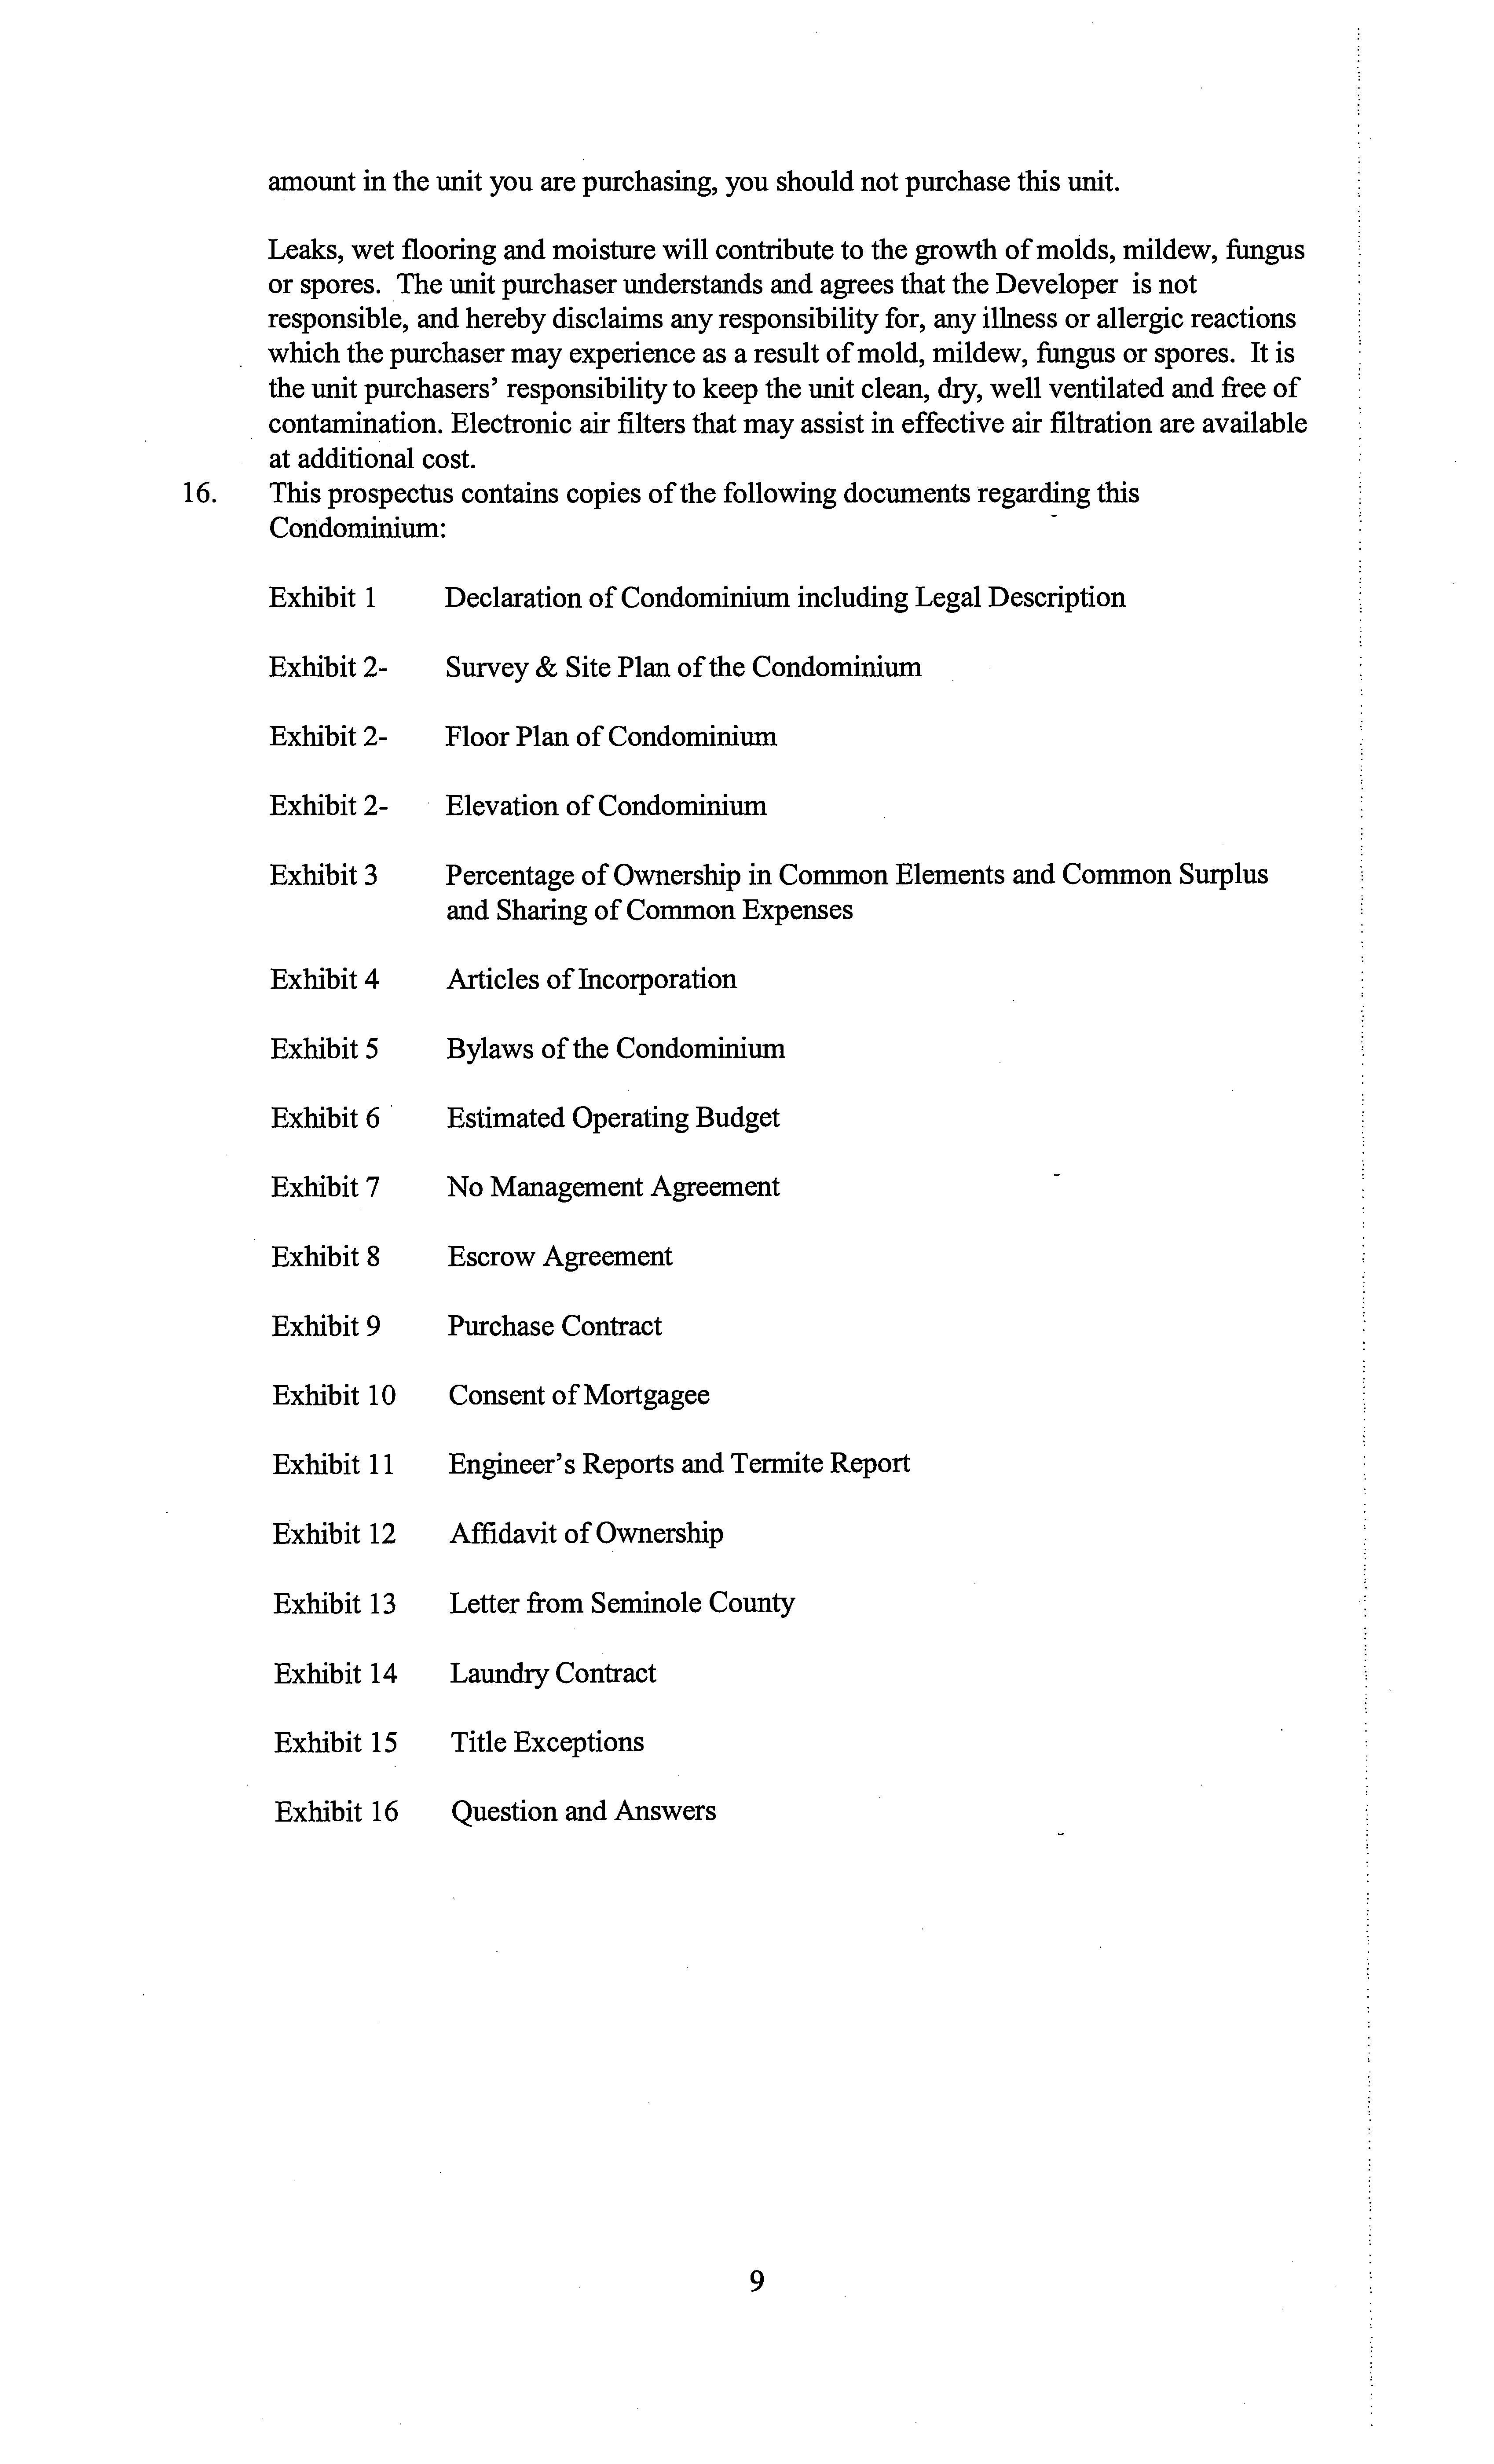 amount in the unit you are purchasing, you should not purchase this unit.
Leaks, wet flooring and moisture will contribute to the growth of molds, mildew, fungus
or spores. The unit purchaser understands and agrees that the Developer is not
responsible, and hereby disclaims any responsibility for, any illness or allergic reactions
which the purchaser may experience as a result of mold, mildew, fungus or spores. It is
the unit purchasers' responsibility to keep the unit clean, dry, well ventilated and free of
contamination. Electronic air filters that may assist in effective air filtration are available
at additional cost.
16. This prospectus contains copies of the following documents regarding this
Condominium:
Exhibit 1 Declaration of Condominium including Legal Description
Exhibit 2- Survey & Site Plan of the Condominium
Exhibit 2- Floor Plan of Condominium
Exhibit 2- Elevation of Condominium
Exhibit 3 Percentage of Ownership in Common Elements and Common Surplus
and Sharing of Common Expenses
Exhibit 4 Articles of Incorporation
Exhibit 5 Bylaws of the Condominium
Exhibit 6 Estimated Operating Budget
Exhibit 7 No Management Agreement
Exhibit 8 Escrow Agreement
Exhibit 9 Purchase Contract
Exhibit 10 Consent of Mortgagee
Exhibit 11 Engineer's Reports and Termite Report
Exhibit 12 Affidavit of Ownership
Exhibit 13 Letter from Seminole County
Exhibit 14 Laundry Contract
Exhibit 15 Title Exceptions
Exhibit 16 Question and Answers
9